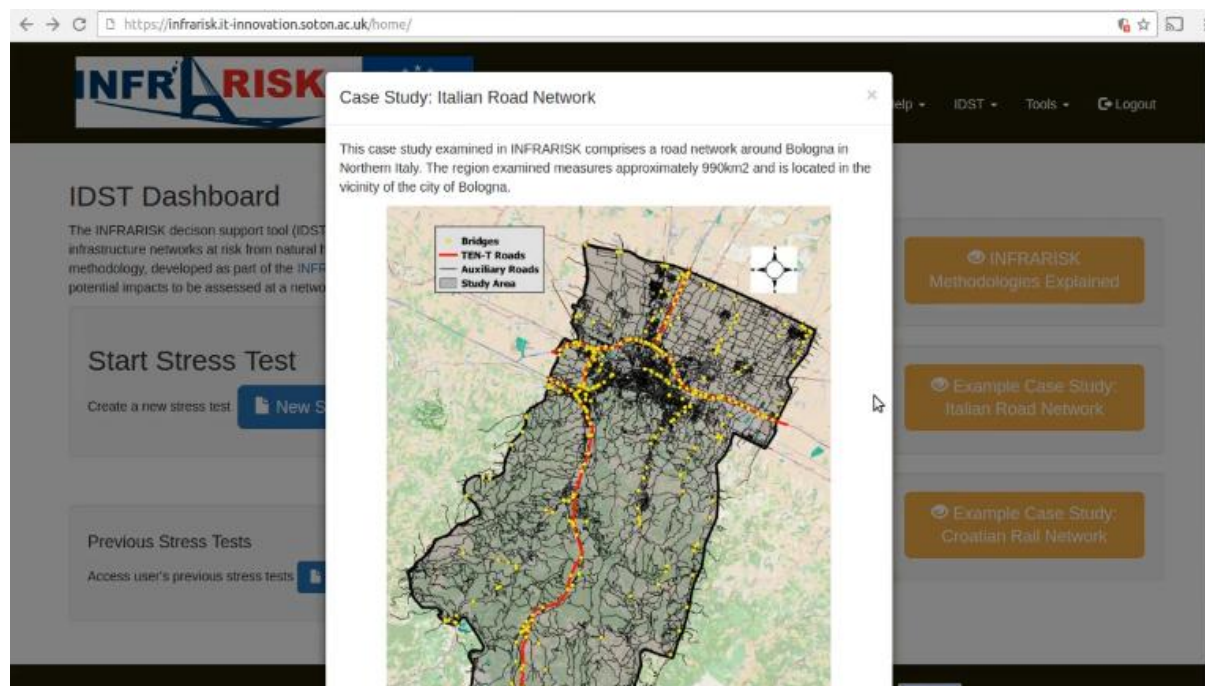 https://infrarisk.it-innovation.soton.ac.uk/home/
INFRARISK
elp
IDST
Tools
Logout
Case Study: Italian Road Network
×
This case study examined in INFRARISK comprises a road network around Bologna in
Northern Italy. The region examined measures approximately 990km2 and is located in the
vicinity of the city of Bologna.
Bridges
TEN-T Roads
Auxiliary Roads
Study Area
IDST Dashboard
The INFRARISK decison support tool (IDST
infrastructure networks at risk from natural h
methodology, developed as part of the INFR
potential impacts to be assessed at a netwo
Start Stress Test
Create a new stress test. New S
Previous Stress Tests
Access user's previous stress tests
INFRARISK
Methodologies Explained
Example Case Study:
Italian Road Network
Example Case Study:
Croatian Rail Network